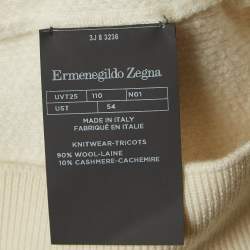 3J 8 3236
Ermenegildo Zegna
UVT25 110 N01
UST 54
MADE IN ITALY
FABRIQUÉ EN ITALIE
KNITWEAR-TRICOTS
90% WOOL-LAINE
10% CASHMERE-CACHEMIRE